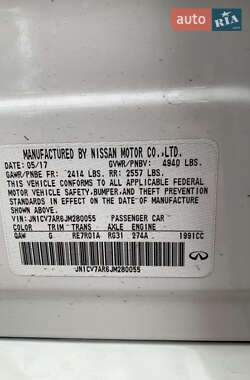 AUTO.RIA
MANUFACTURED BY NISSAN MOTOR CO.,LTD.
DATE: 05/17 GVWR/PNBV: 4940 LBS.
GAWR/PNBE FR: 2414 LBS. RR: 2557 LBS.
THIS VEHICLE CONFORMS TO ALL APPLICABLE FEDERAL
MOTOR VEHICLE SAFETY,BUMPER,AND THEFT PREVENTION
STANDARDS IN EFFECT ON THE DATE OF MANUFACTURE
SHOWN ABOVE.
VIN: JN1CV7AR6JM280055 PASSENGER CAR
COLOR TRIM TRANS AXLE ENGINE
QAW G RE7R01A RG31 274A 1991CC
JN1CV7AR6JM280055